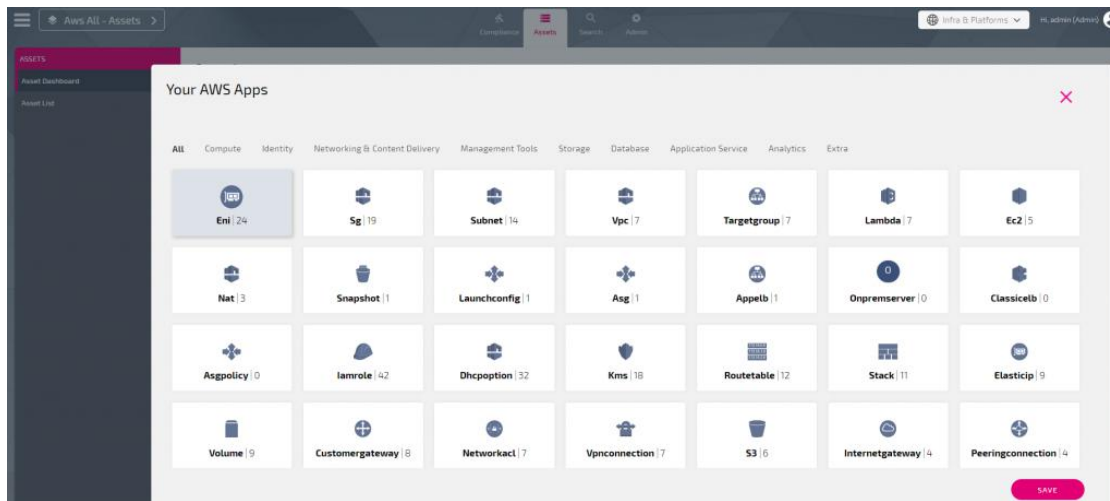 Aws All - Assets >
Compliance
Assets
Search
Admin
Infra & Platforms
Hi, admin (Admin)
ASSETS
Asset Dashboard
Asset List
Your AWS Apps
All Compute Identity Networking & Content Delivery Management Tools Storage Database Application Service Analytics Extra
Eni | 24
Sg | 19
Subnet | 14
Vpc | 7
Targetgroup | 7
Lambda | 7
Ec2 | 5
Nat | 3
Snapshot | 1
Launchconfig | 1
Asg | 1
Appelb | 1
0
Onpremserver | 0
Classicelb | 0
Asgpolicy | 0
Iamrole | 42
Dhcpoption | 32
Kms | 18
Routetable | 12
Stack | 11
Elasticip | 9
Volume | 9
Customergateway | 8
Networkacl | 7
Vpnconnection | 7
S3 | 6
Internetgateway | 4
Peeringconnection | 4
SAVE